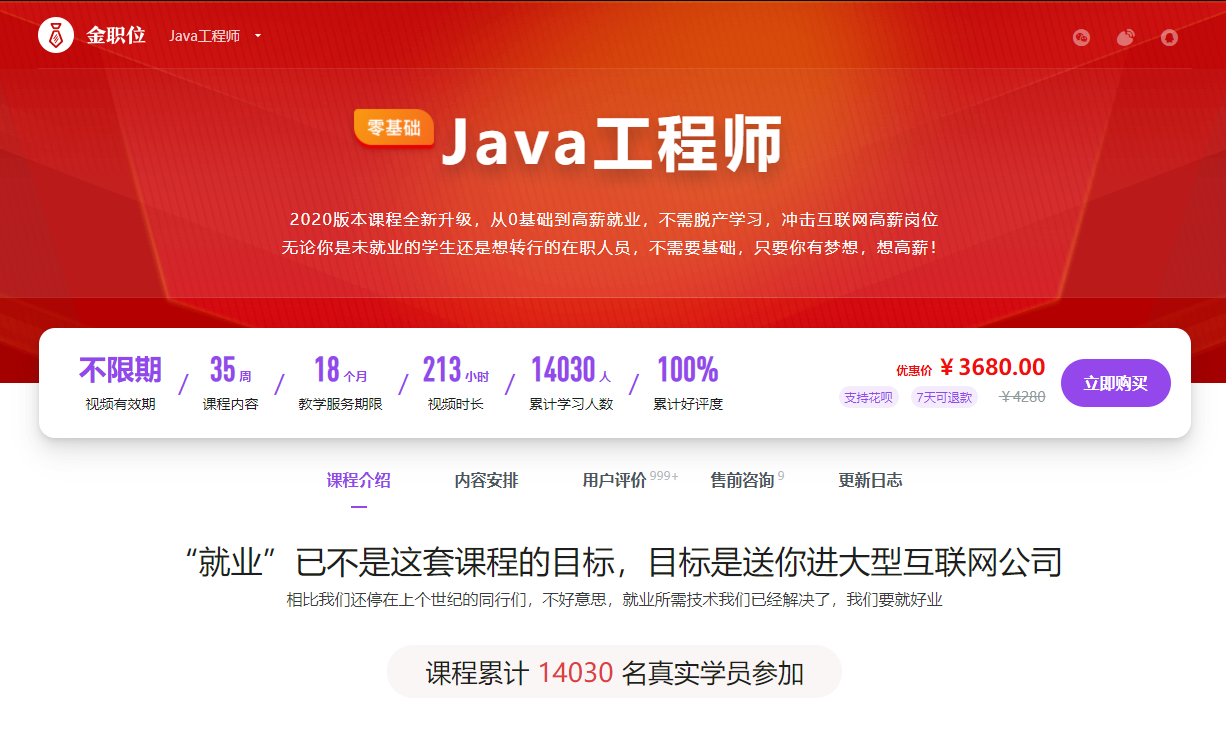 金职位 Java工程师
零基础 Java工程师
2020版本课程全新升级，从0基础到高薪就业，不需脱产学习，冲击互联网高薪岗位
无论你是未就业的学生还是想转行的在职人员，不需要基础，只要你有梦想，想高薪！
不限期 / 35 周 / 18 个月 / 213 小时 / 14030 人 / 100%
视频有效期 课程内容 教学服务期限 视频时长 累计学习人数 累计好评度
优惠价 ￥3680.00
支持花呗 7天可退款 ￥4280
立即购买
课程介绍 内容安排 用户评价 999+ 售前咨询 9 更新日志
“就业”已不是这套课程的目标，目标是送你进大型互联网公司
相比我们还停在上个世纪的同行们，不好意思，就业所需技术我们已经解决了，我们要就好业
课程累计 14030 名真实学员参加